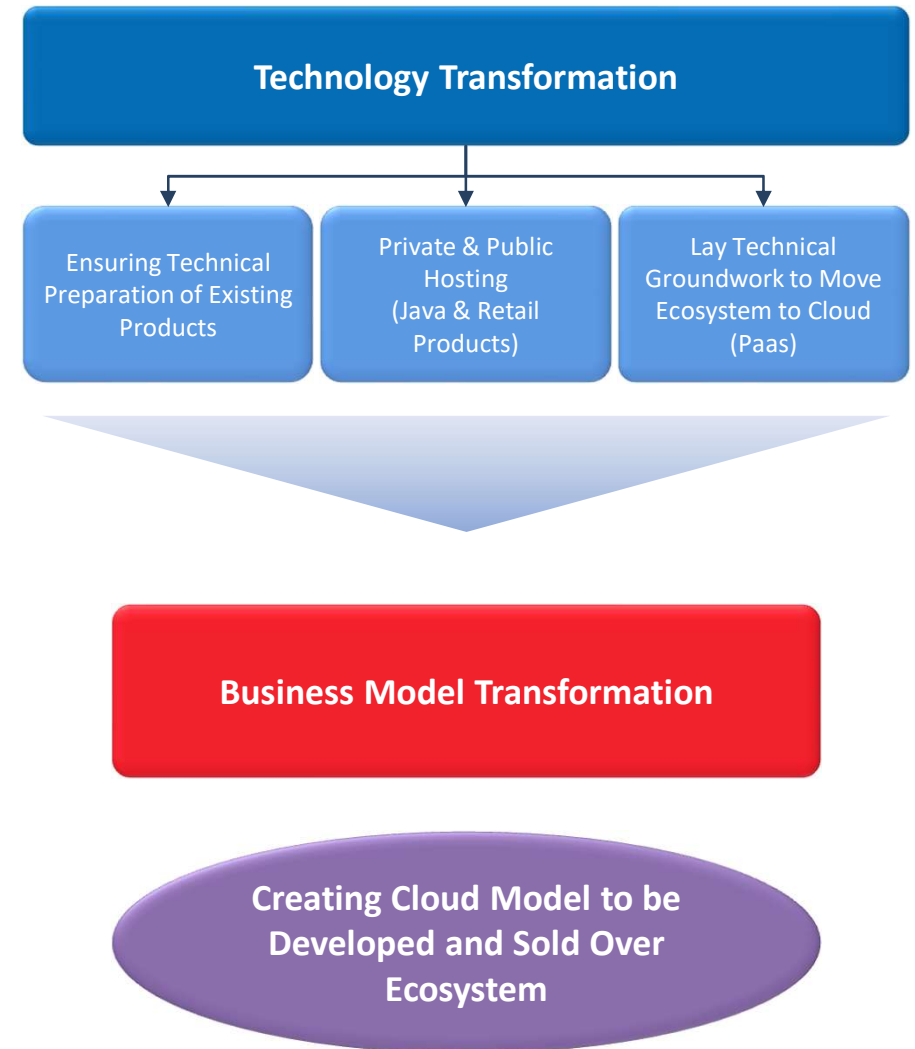 Technology Transformation
Ensuring Technical
Preparation of Existing
Products
Private & Public
Hosting
(Java & Retail
Products)
Lay Technical
Groundwork to Move
Ecosystem to Cloud
(Paas)
Business Model Transformation
Creating Cloud Model to be
Developed and Sold Over
Ecosystem